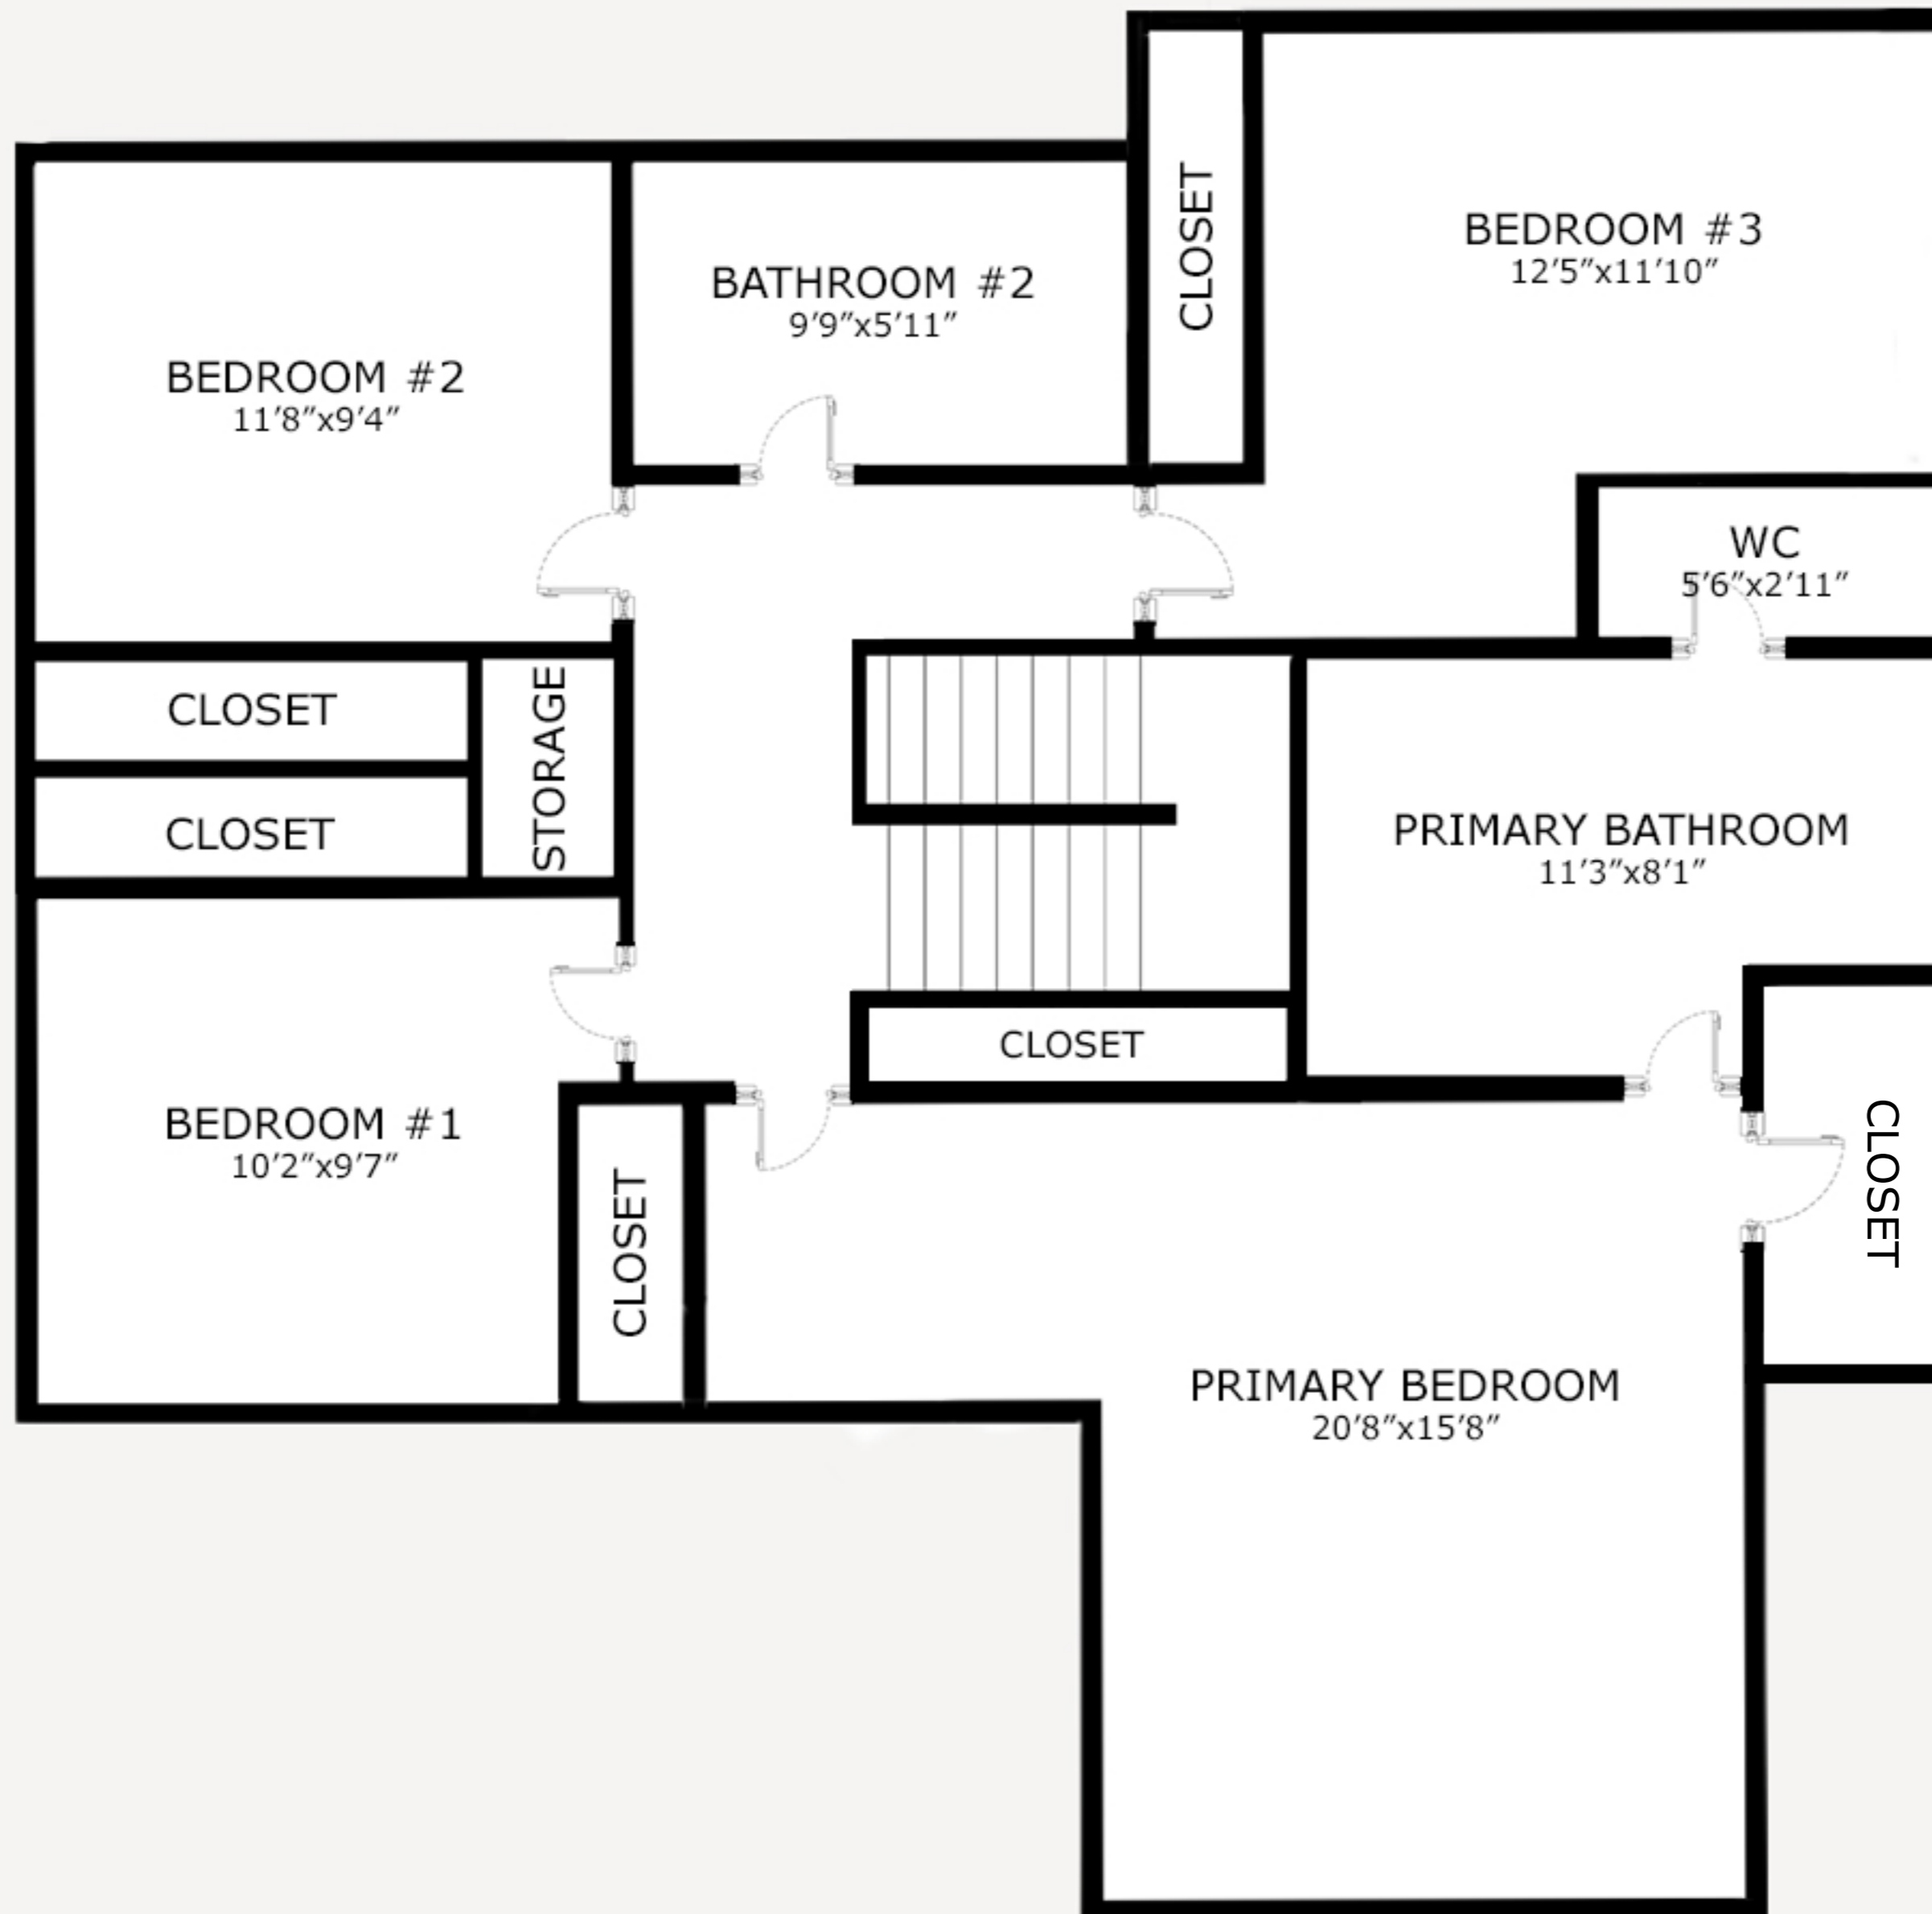 BEDROOM #3
12′5″x11′10″
CLOSET
BATHROOM #2
9′9″x5′11″
BEDROOM #2
11′8″x9′4″
WC
5′6″x2′11″
CLOSET
STORAGE
CLOSET
PRIMARY BATHROOM
11′3″x8′1″
CLOSET
BEDROOM #1
10′2″x9′7″
CLOSET
CLOSET
PRIMARY BEDROOM
20′8″x15′8″